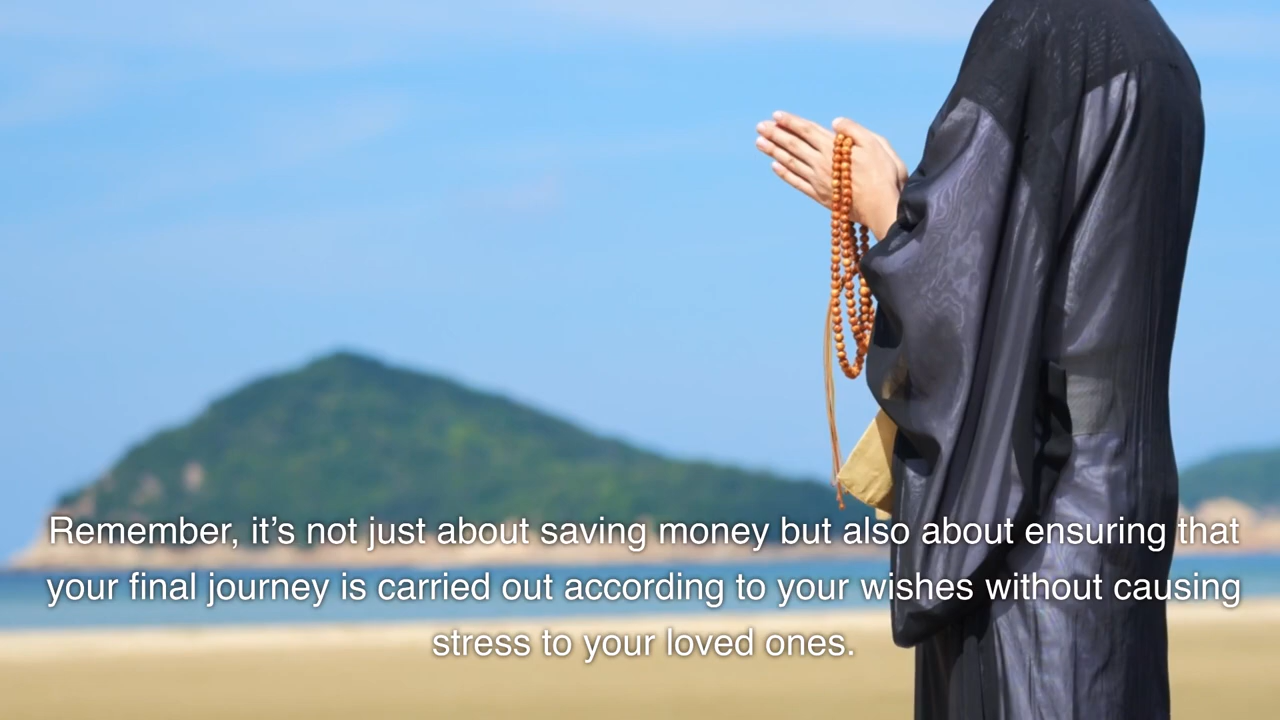 Remember, it’s not just about saving money but also about ensuring that
your final journey is carried out according to your wishes without causing
stress to your loved ones.